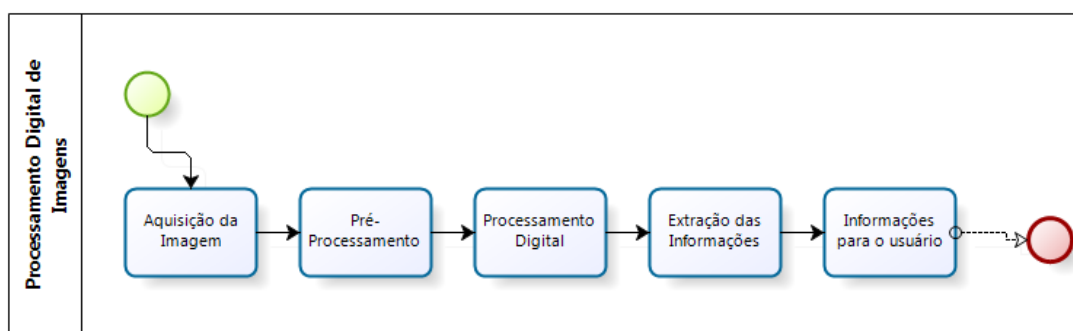 Processamento Digital de
Imagens
Aquisição da
Imagem
Pré-
Processamento
Processamento
Digital
Extração das
Informações
Informações
para o usuário